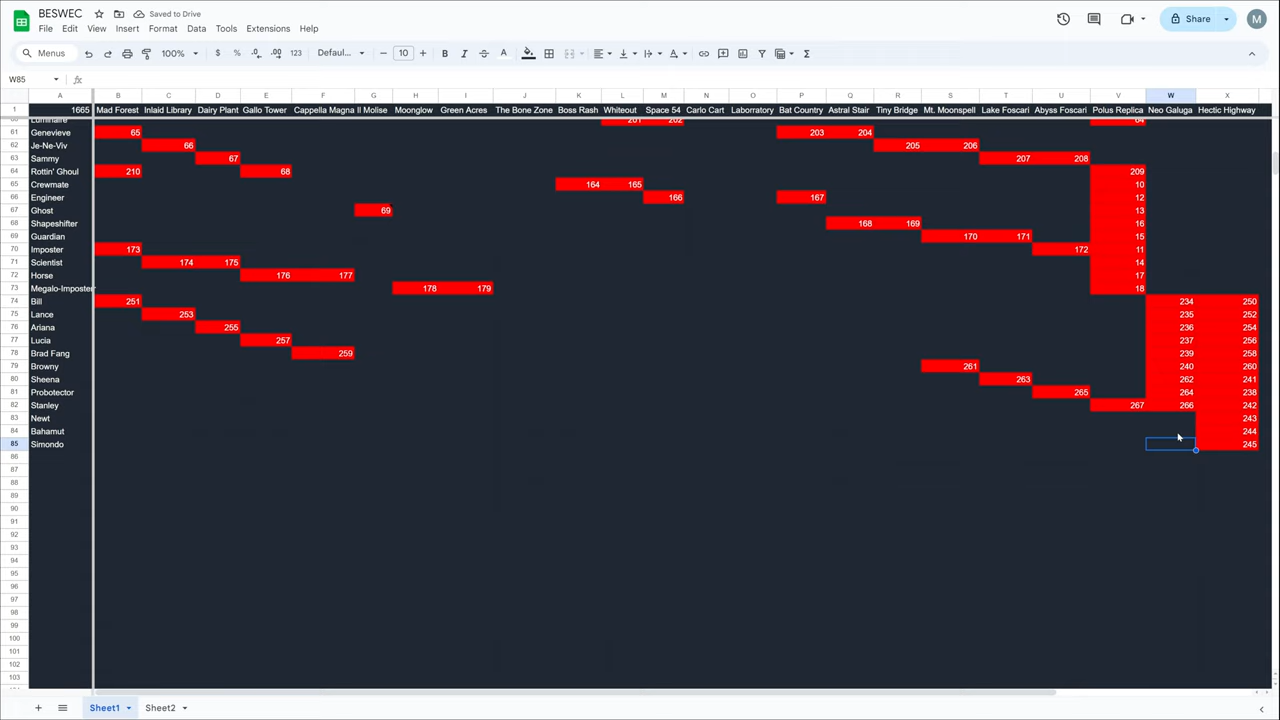 BESWEC Saved to Drive
File Edit View Insert Format Data Tools Extensions Help
Share M
Menus 100% $ % .0 .00 123 Defaul... 10 B I A
W85 fx
A B C D E F G H I J K L M N O P Q R S T U V W X
1 1665 Mad Forest Inlaid Library Dairy Plant Gallo Tower Cappella Magna Il Molise Moonglow Green Acres The Bone Zone Boss Rash Whiteout Space 54 Carlo Cart Laborratory Bat Country Astral Stair Tiny Bridge Mt. Moonspell Lake Foscari Abyss Foscari Polus Replica Neo Galuga Hectic Highway
60 Luminaire 201 202 64
61 Genevieve 65 203 204
62 Je-Ne-Viv 66 205 206
63 Sammy 67 207 208
64 Rottin' Ghoul 210 68 209
65 Crewmate 164 165 10
66 Engineer 166 167 12
67 Ghost 69 13
68 Shapeshifter 168 169 16
69 Guardian 170 171 15
70 Imposter 173 172 11
71 Scientist 174 175 14
72 Horse 176 177 17
73 Megalo-Imposter 178 179 18
74 Bill 251 234 250
75 Lance 253 235 252
76 Ariana 255 236 254
77 Lucia 257 237 256
78 Brad Fang 259 239 258
79 Browny 261 240 260
80 Sheena 263 262 241
81 Probotector 265 264 238
82 Stanley 267 266 242
83 Newt 243
84 Bahamut 244
85 Simondo 245
86
87
88
89
90
91
92
93
94
95
96
97
98
99
100
101
102
103
Sheet1 Sheet2